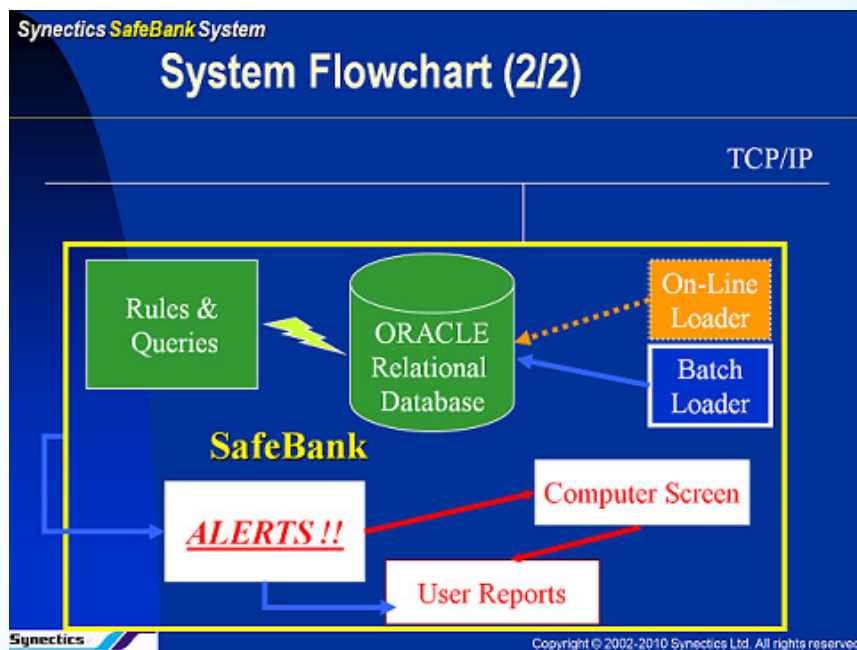 Synectics SafeBank System
System Flowchart (2/2)
TCP/IP
Rules &
Queries
ORACLE
Relational
Database
On-Line
Loader
Batch
Loader
SafeBank
ALERTS !!
Computer Screen
User Reports
Synectics
Copyright © 2002-2010 Synectics Ltd. All rights reserved